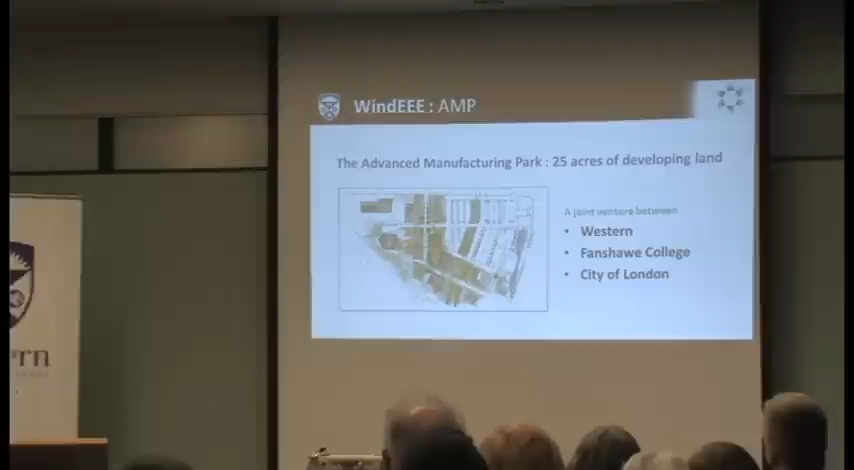 WindEEE : AMP
The Advanced Manufacturing Park : 25 acres of developing land
A joint venture between
• Western
• Fanshawe College
• City of London
rn